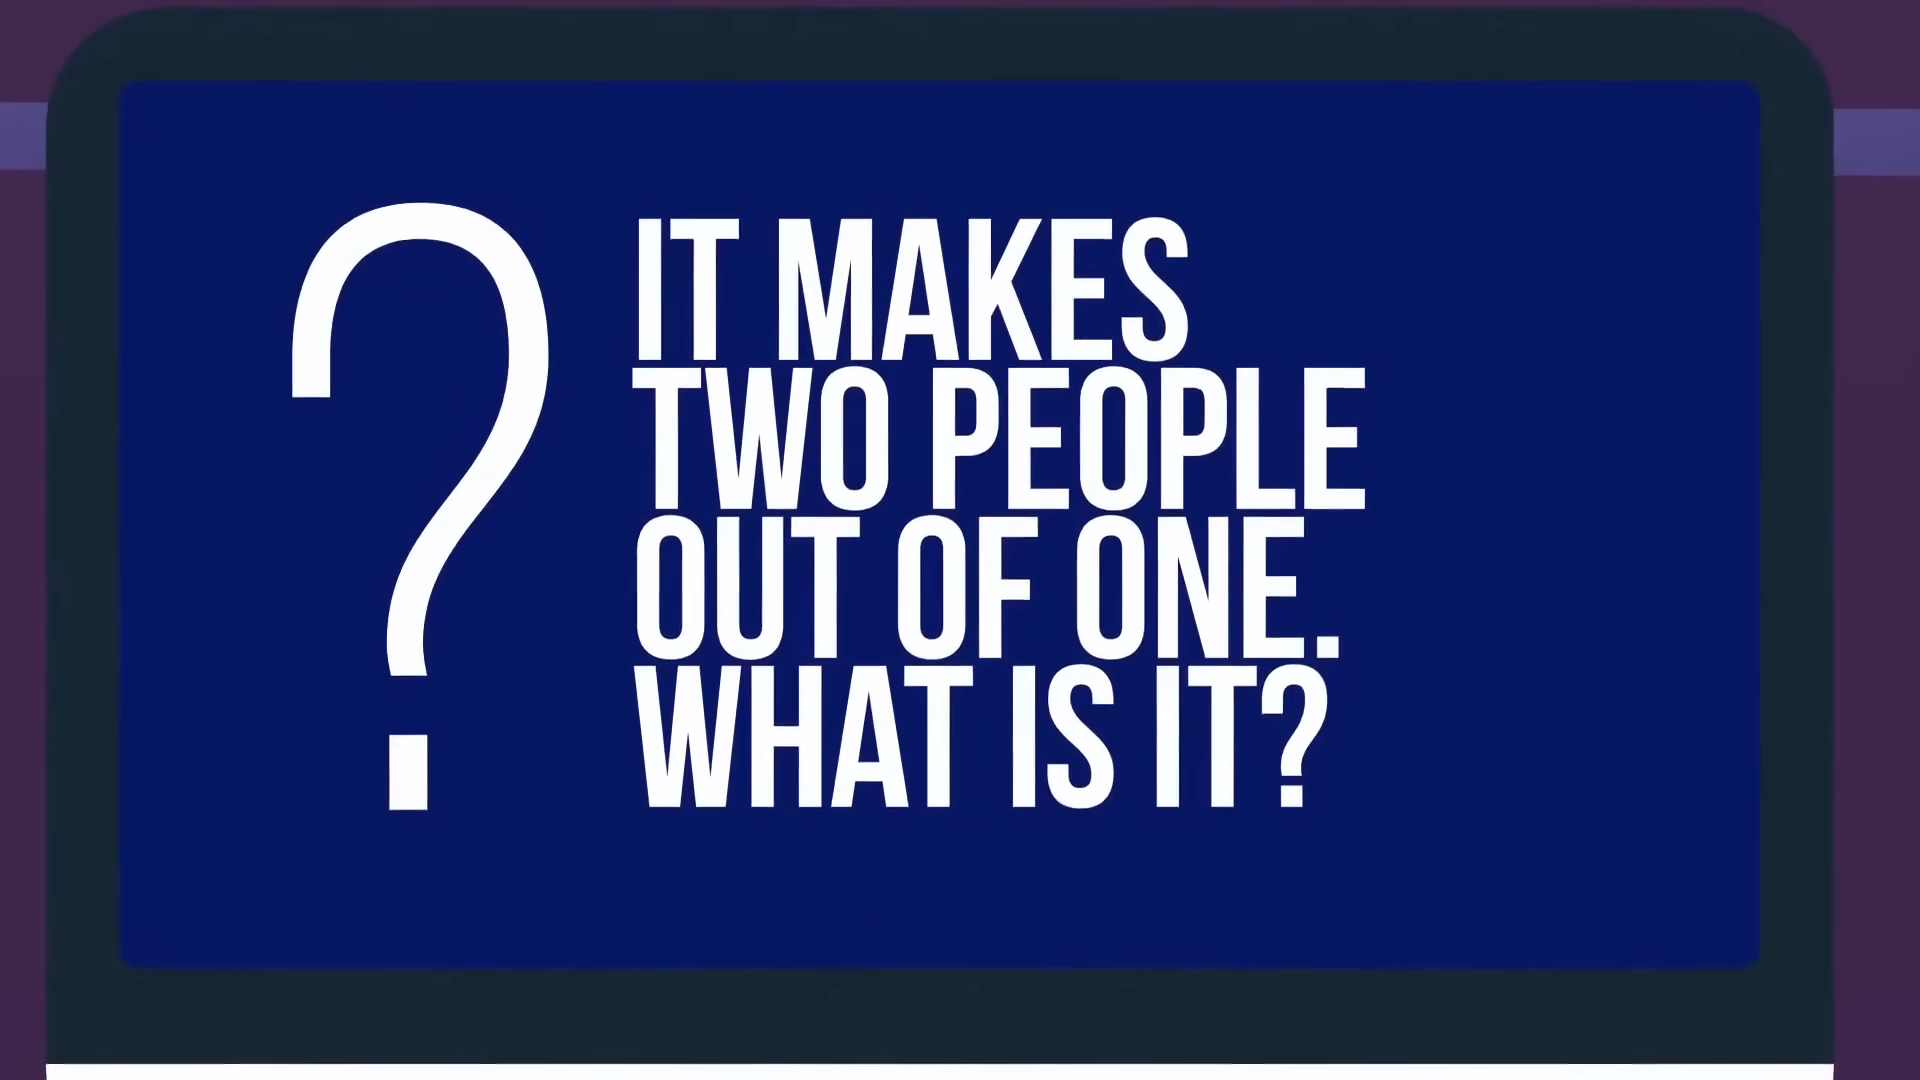 ?
IT MAKES
TWO PEOPLE
OUT OF ONE.
WHAT IS IT?